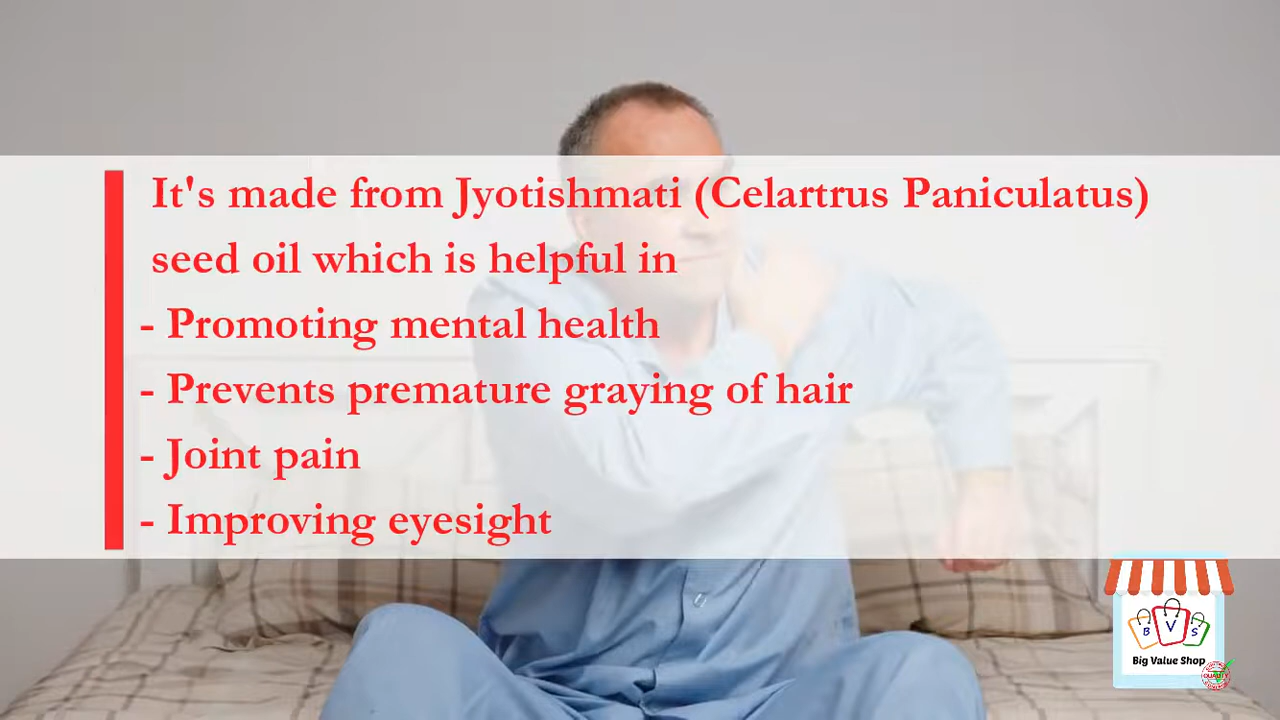 It's made from Jyotishmati (Celartrus Paniculatus)
seed oil which is helpful in
- Promoting mental health
- Prevents premature graying of hair
- Joint pain
- Improving eyesight
B V S
Big Value Shop
QUALITY